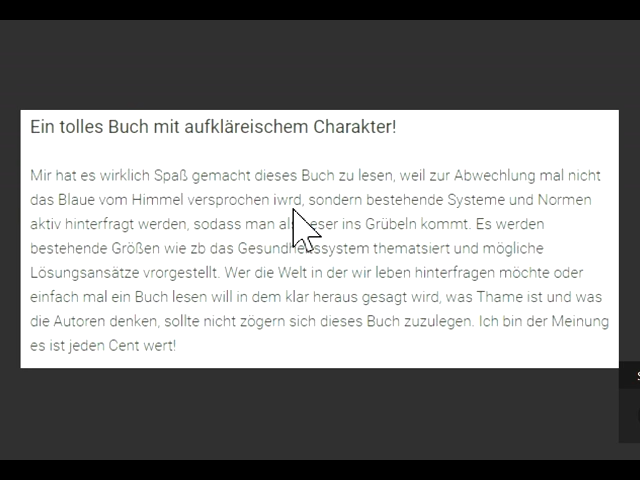 Ein tolles Buch mit aufkläreischem Charakter!
Mir hat es wirklich Spaß gemacht dieses Buch zu lesen, weil zur Abwechlung mal nicht
das Blaue vom Himmel versprochen iwrd, sondern bestehende Systeme und Normen
aktiv hinterfragt werden, sodass man als Leser ins Grübeln kommt. Es werden
bestehende Größen wie zb das Gesundheitssystem thematsiert und mögliche
Lösungsansätze vrorgestellt. Wer die Welt in der wir leben hinterfragen möchte oder
einfach mal ein Buch lesen will in dem klar heraus gesagt wird, was Thame ist und was
die Autoren denken, sollte nicht zögern sich dieses Buch zuzulegen. Ich bin der Meinung
es ist jeden Cent wert!